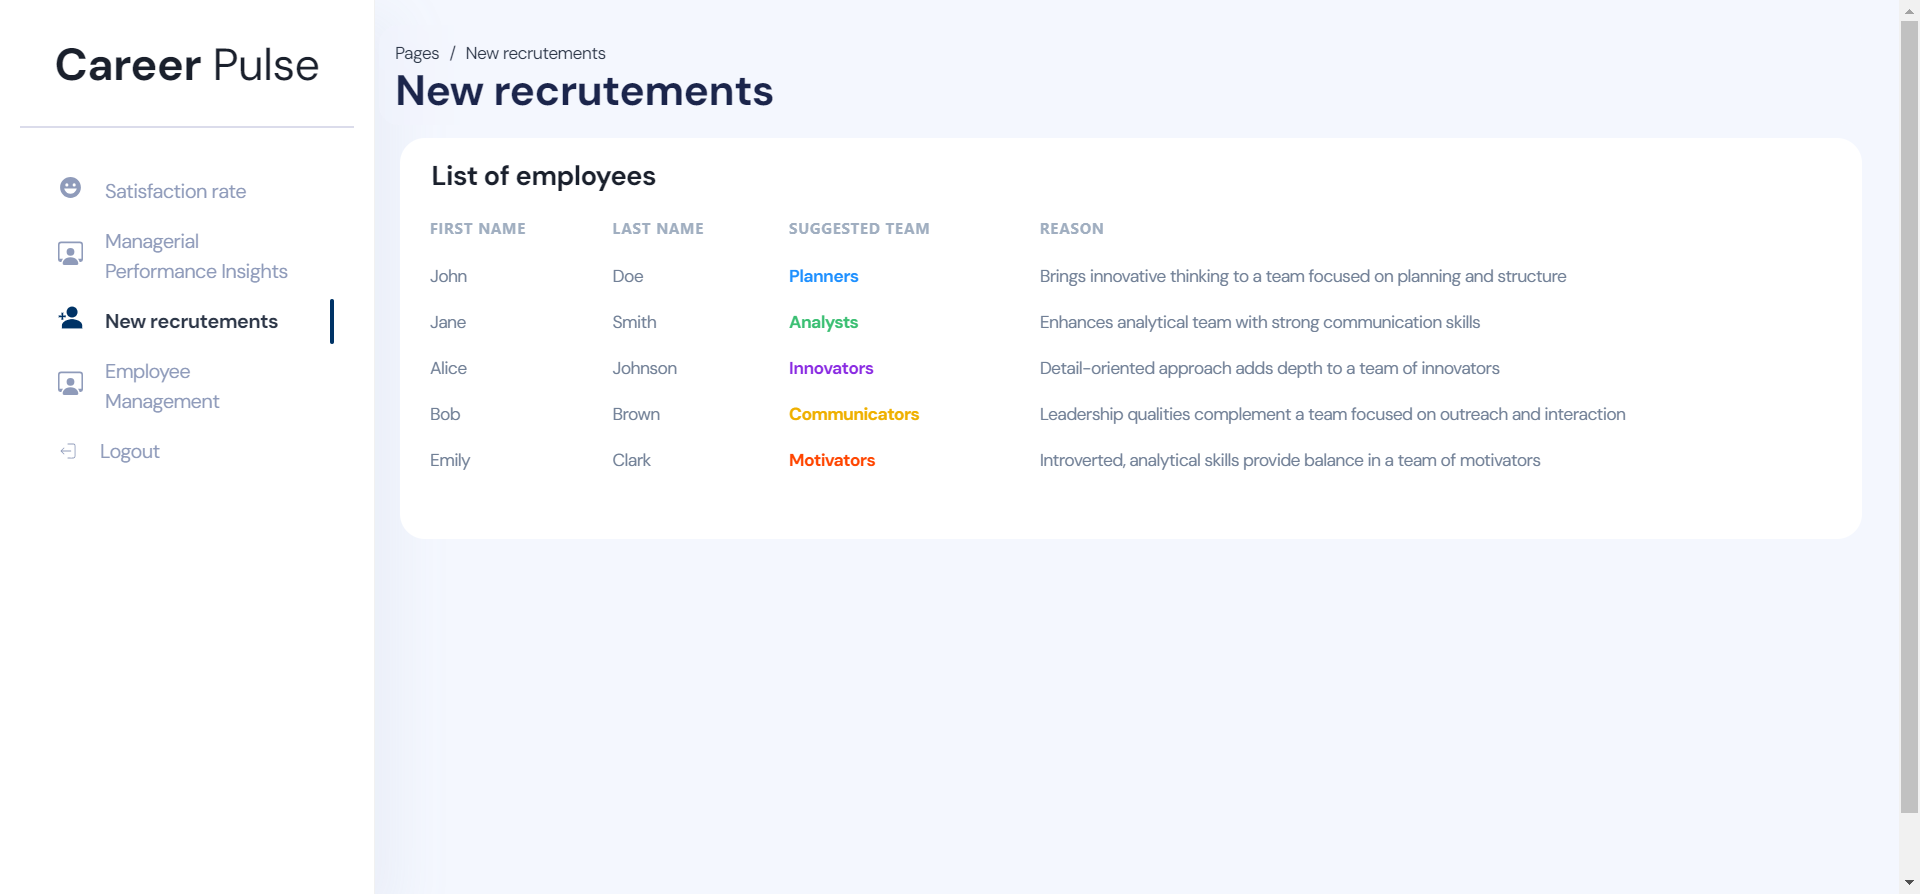 Career Pulse
Satisfaction rate
Managerial
Performance Insights
New recrutements
Employee
Management
Logout
Pages / New recrutements
New recrutements
List of employees
FIRST NAME LAST NAME SUGGESTED TEAM REASON
John Doe Planners Brings innovative thinking to a team focused on planning and structure
Jane Smith Analysts Enhances analytical team with strong communication skills
Alice Johnson Innovators Detail-oriented approach adds depth to a team of innovators
Bob Brown Communicators Leadership qualities complement a team focused on outreach and interaction
Emily Clark Motivators Introverted, analytical skills provide balance in a team of motivators